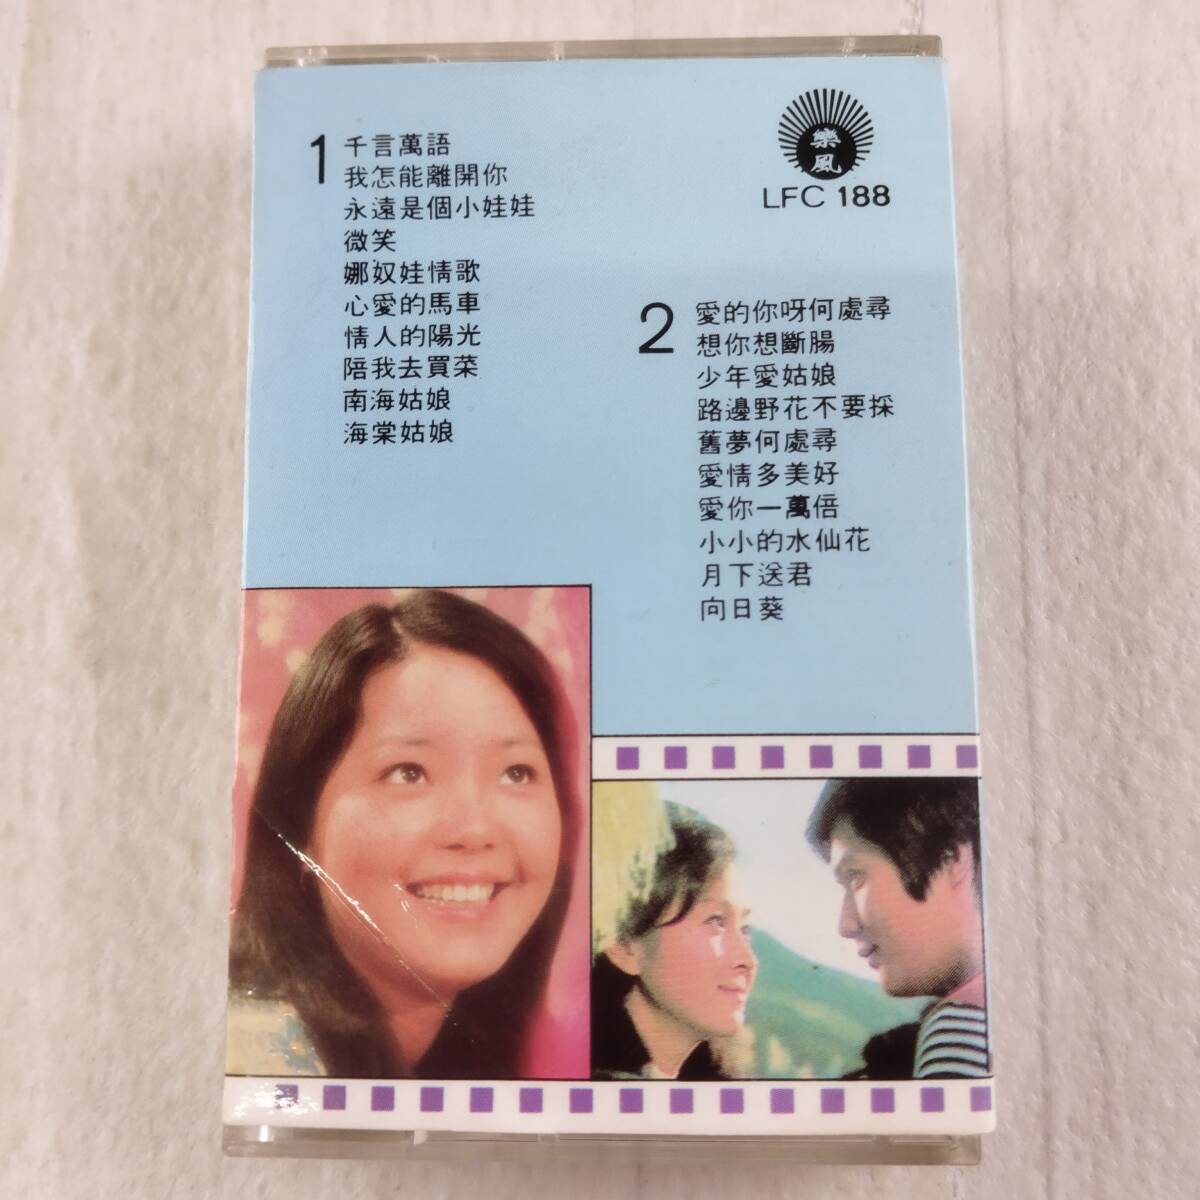 1
千言萬語
我怎能離開你
永遠是個小娃娃
微笑
娜奴娃情歌
心愛的馬車
情人的陽光
陪我去買菜
南海姑娘
海棠姑娘
樂風
LFC 188
2
愛的你呀何處尋
想你想斷腸
少年愛姑娘
路邊野花不要採
舊夢何處尋
愛情多美好
愛你一萬倍
小小的水仙花
月下送君
向日葵